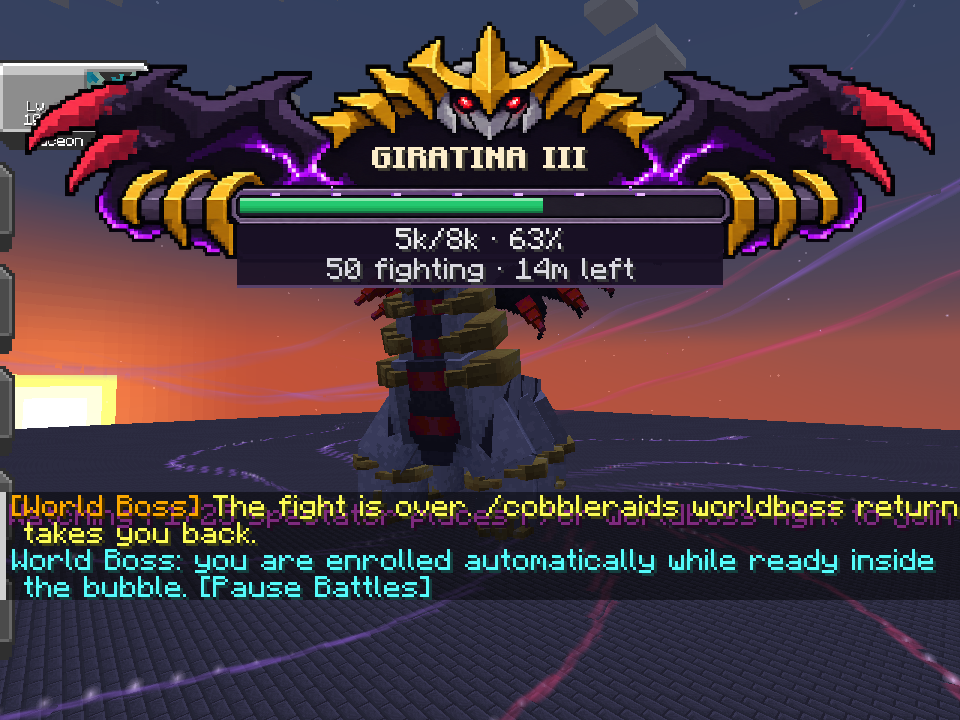 Lv.
GIRATINA III
5k/8k · 63%
50 fighting · 14m left
[World Boss] The fight is over. /cobbleraids worldboss return
takes you back.
World Boss: you are enrolled automatically while ready inside
the bubble. [Pause Battles]